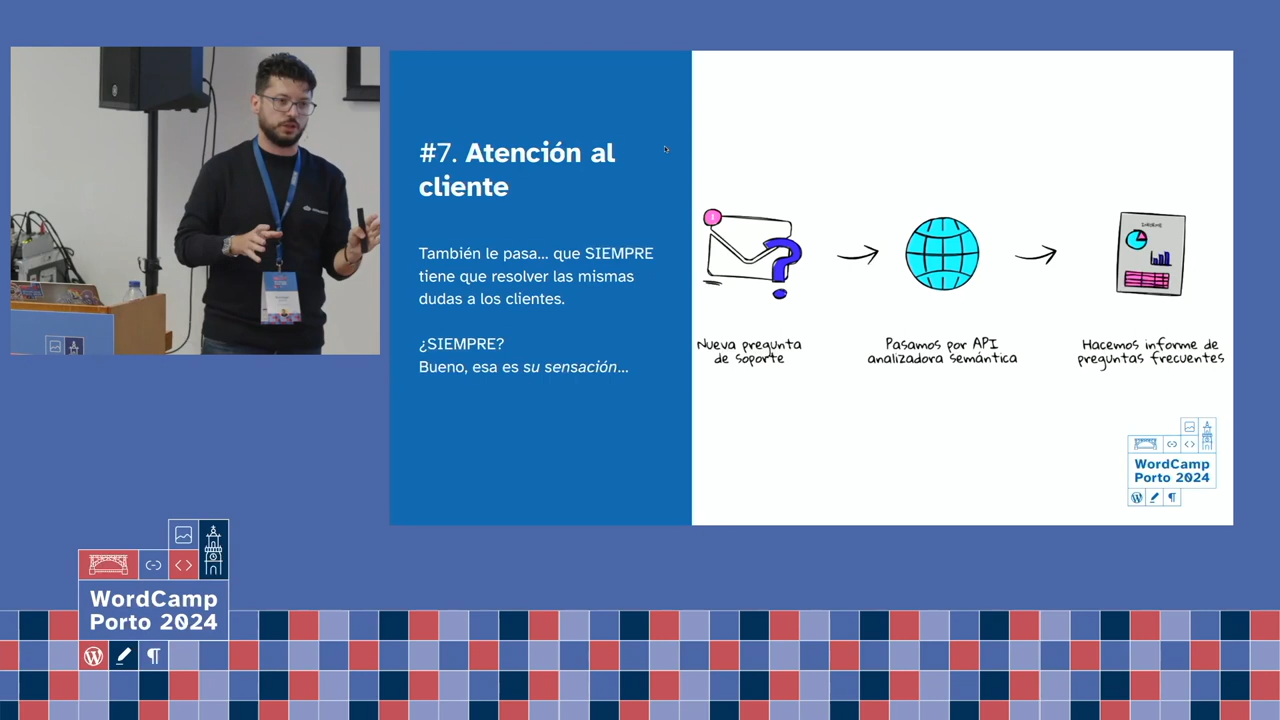 #7. Atención al
cliente
También le pasa... que SIEMPRE
tiene que resolver las mismas
dudas a los clientes.
¿SIEMPRE?
Bueno, esa es su sensación...
Nueva pregunta
de soporte
Pasamos por API
analizadora semántica
INFORME
Hacemos informe de
preguntas frecuentes
WordCamp
Porto 2024
WordCamp
Porto 2024